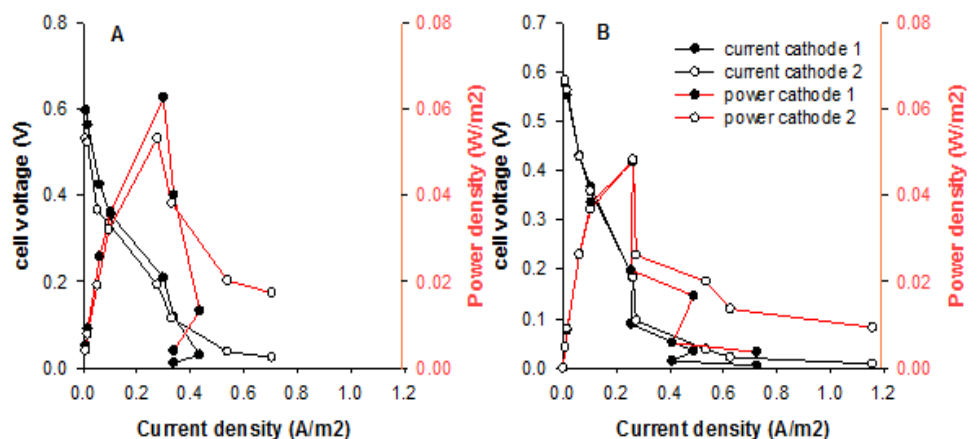 A
cell voltage (V)
0.8
0.6
0.4
0.2
0.0
0.0 0.2 0.4 0.6 0.8 1.0 1.2
Current density (A/m2)
0.08
0.06
0.04
0.02
0.00
Power density (W/m2)
B
cell voltage (V)
0.7
0.6
0.5
0.4
0.3
0.2
0.1
0.0
0.0 0.2 0.4 0.6 0.8 1.0 1.2
Current density (A/m2)
0.08
0.06
0.04
0.02
0.00
Power density (W/m2)
current cathode 1
current cathode 2
power cathode 1
power cathode 2